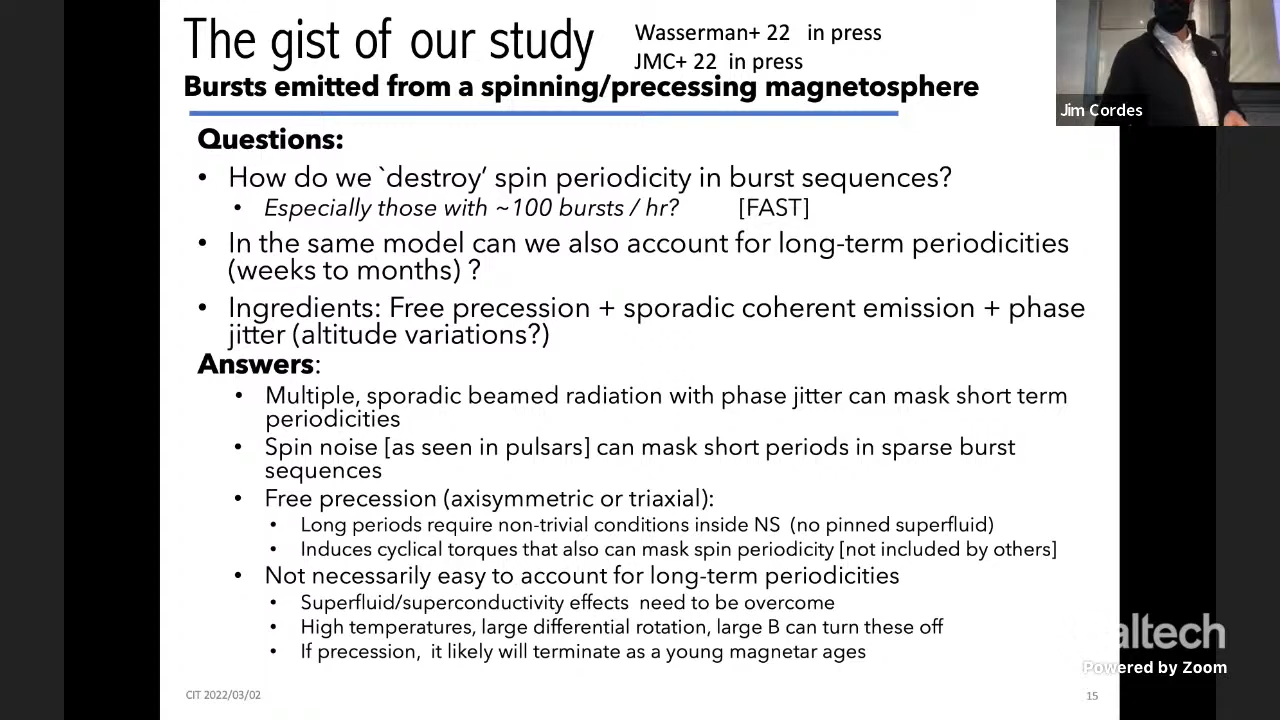 The gist of our study
Wasserman+ 22 in press
JMC+ 22 in press
Bursts emitted from a spinning/precessing magnetosphere
Jim Cordes
Questions:
• How do we `destroy’ spin periodicity in burst sequences?
• Especially those with ~100 bursts / hr? [FAST]
• In the same model can we also account for long-term periodicities
(weeks to months) ?
• Ingredients: Free precession + sporadic coherent emission + phase
jitter (altitude variations?)
Answers:
• Multiple, sporadic beamed radiation with phase jitter can mask short term
periodicities
• Spin noise [as seen in pulsars] can mask short periods in sparse burst
sequences
• Free precession (axisymmetric or triaxial):
• Long periods require non-trivial conditions inside NS (no pinned superfluid)
• Induces cyclical torques that also can mask spin periodicity [not included by others]
• Not necessarily easy to account for long-term periodicities
• Superfluid/superconductivity effects need to be overcome
• High temperatures, large differential rotation, large B can turn these off
• If precession, it likely will terminate as a young magnetar ages
altech
Powered by Zoom
CIT 2022/03/02
15